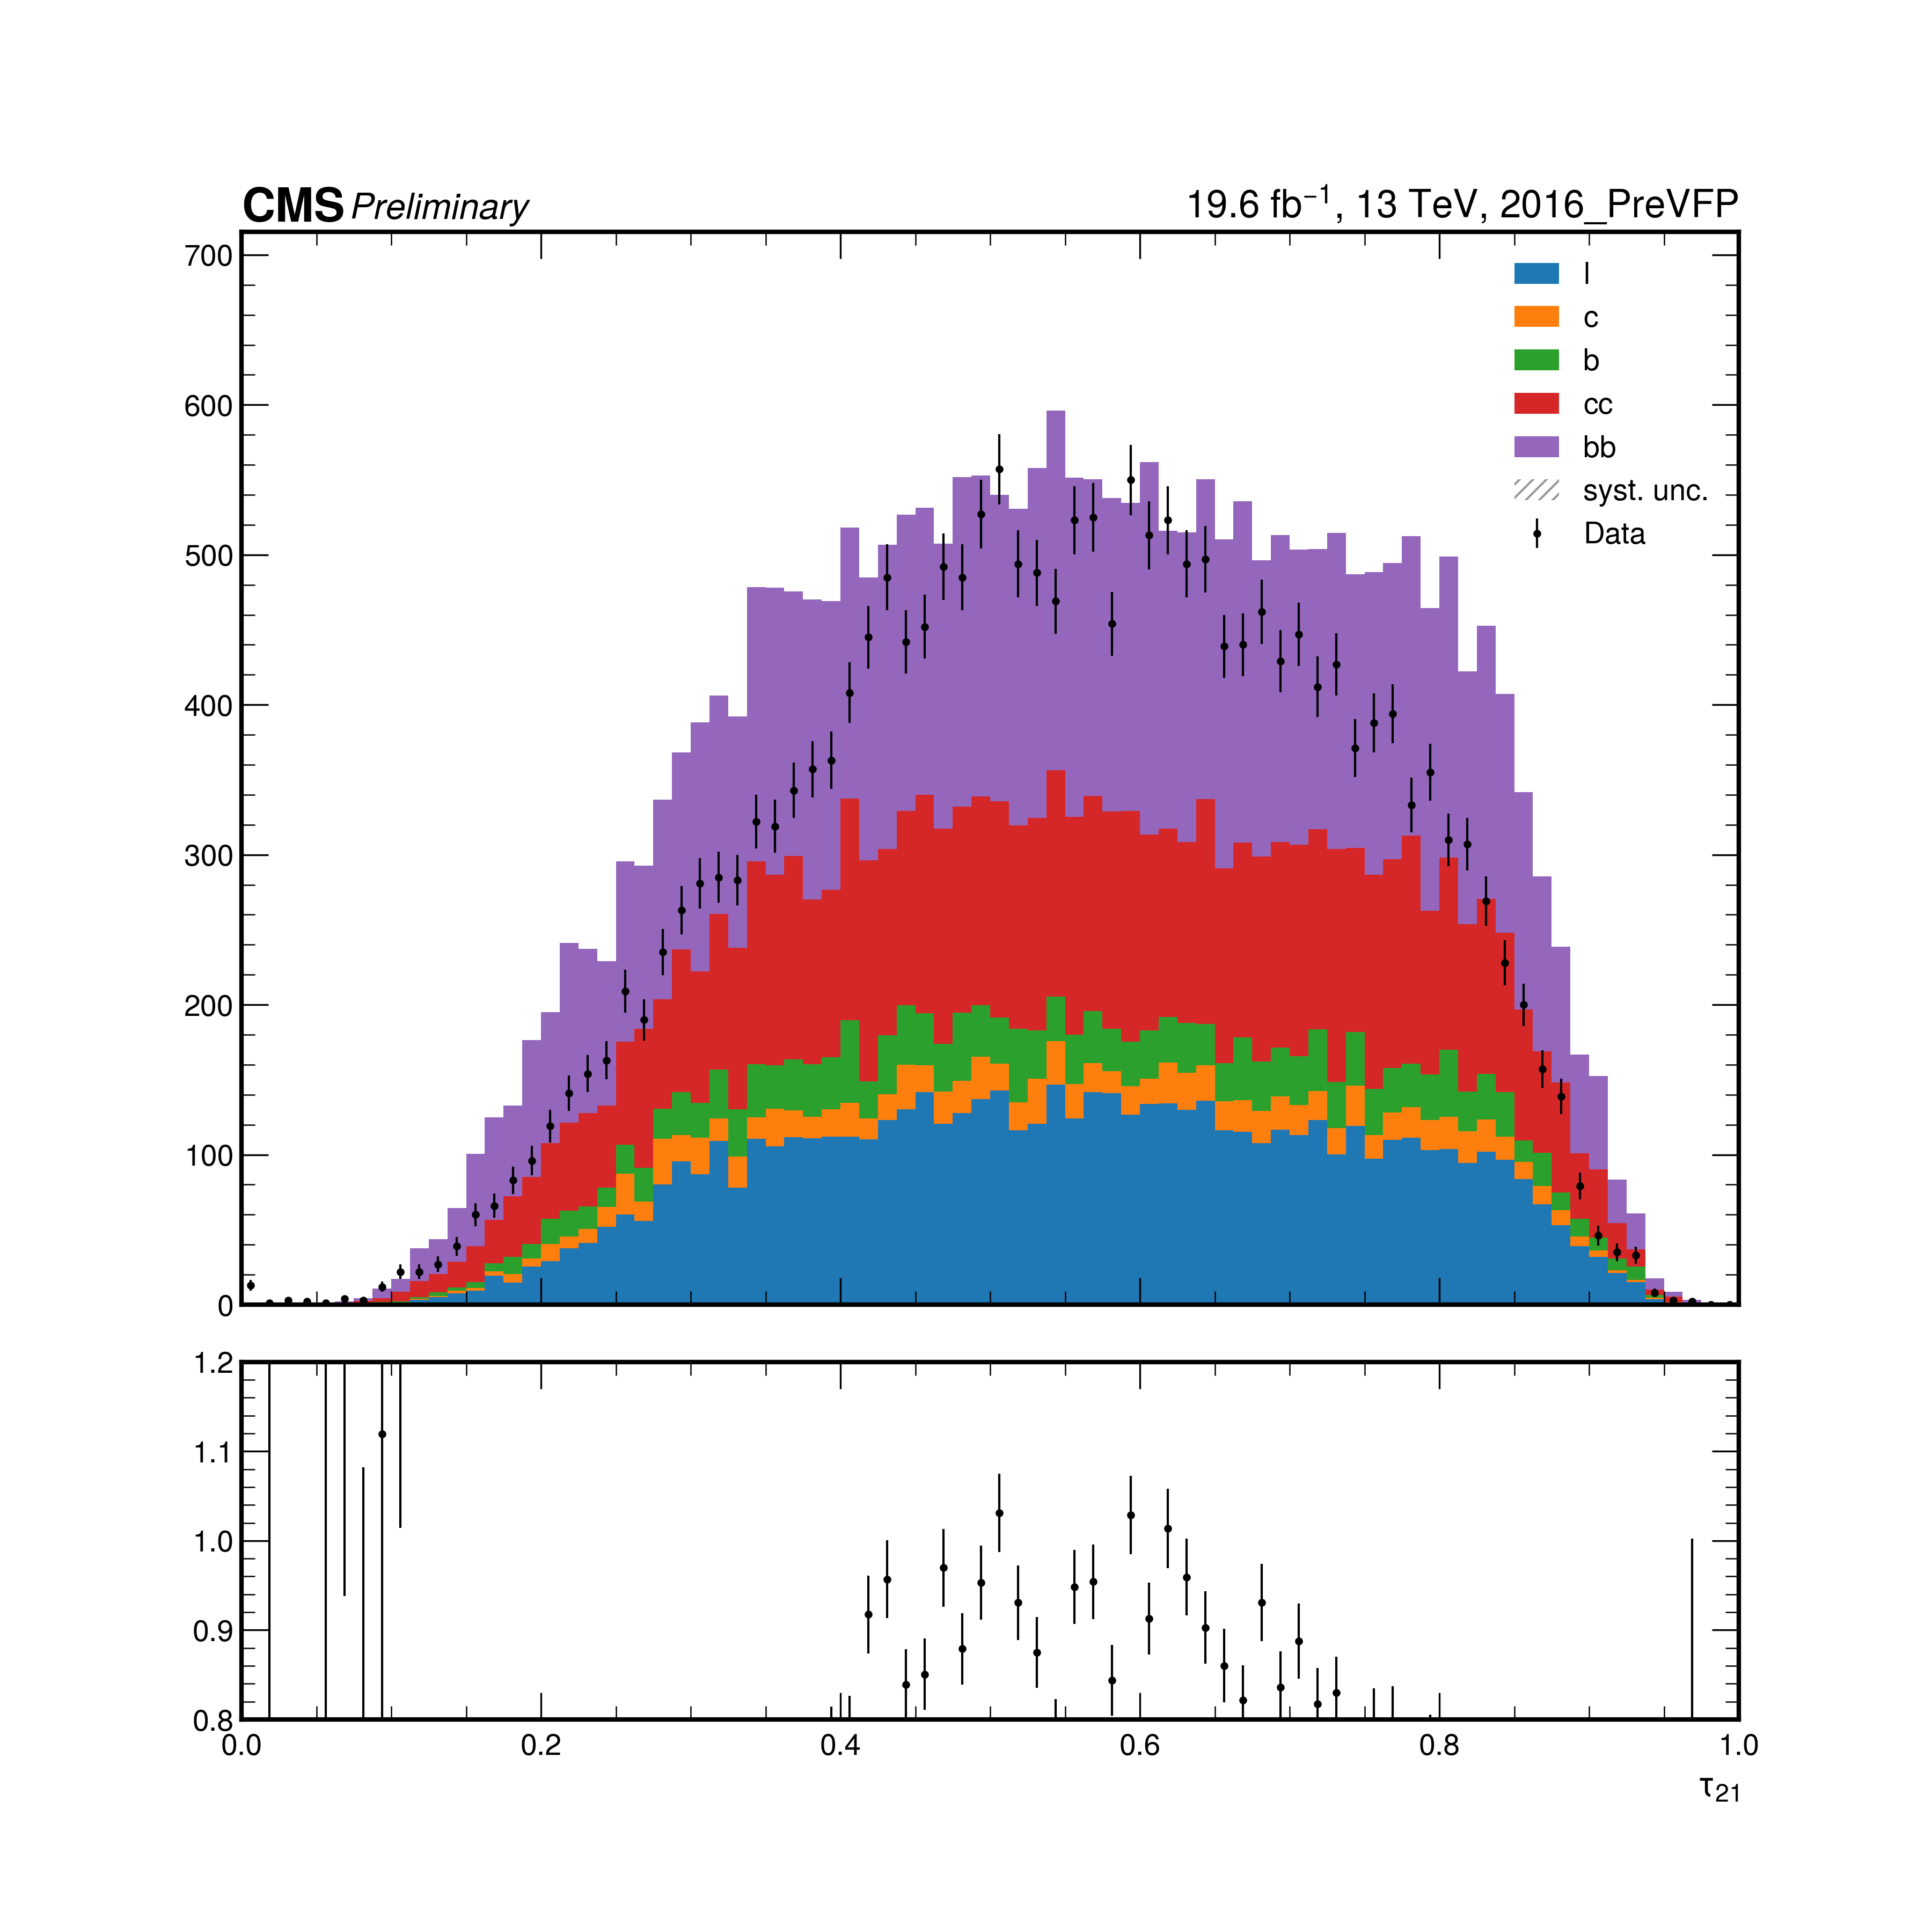 CMS Preliminary
19.6 fb⁻¹, 13 TeV, 2016_PreVFP
700
600
500
400
300
200
100
0
l
c
b
cc
bb
syst. unc.
Data
1.2
1.1
1.0
0.9
0.8
0.0 0.2 0.4 0.6 0.8 1.0
τ₂₁